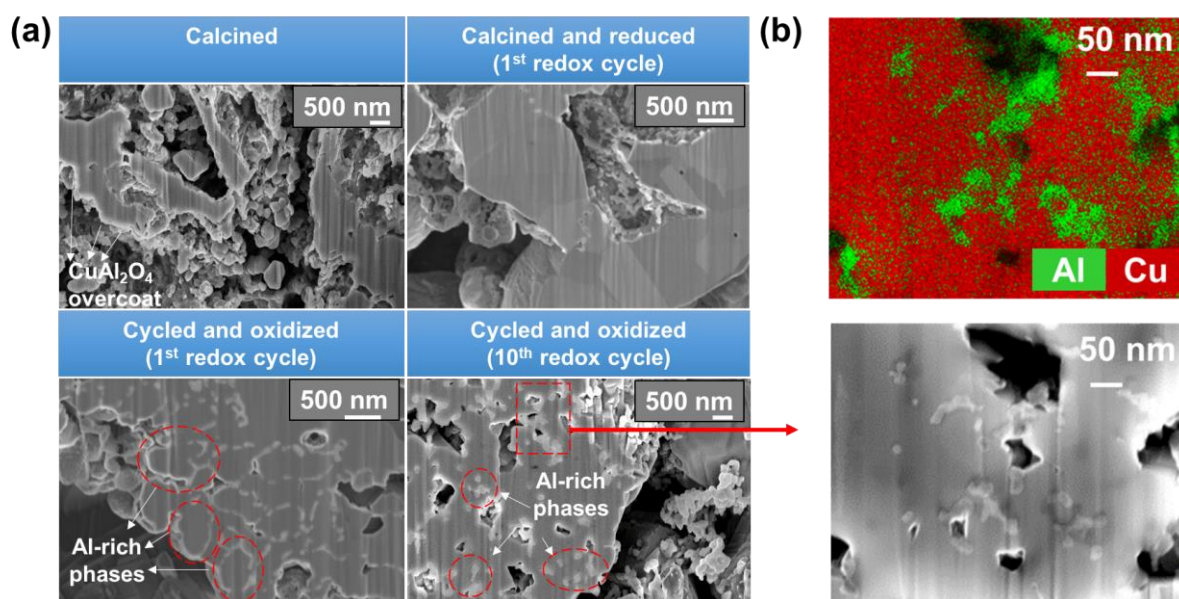 (a)
Calcined
Calcined and reduced
(1st redox cycle)
500 nm
500 nm
CuAl₂O₄
overcoat
Cycled and oxidized
(1st redox cycle)
Cycled and oxidized
(10th redox cycle)
500 nm
500 nm
Al-rich
phases
Al-rich
phases
(b)
50 nm
Al
Cu
50 nm